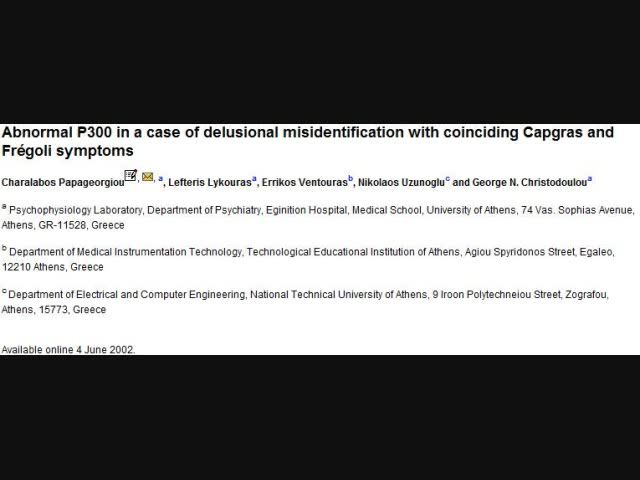 Abnormal P300 in a case of delusional misidentification with coinciding Capgras and
Frégoli symptoms
Charalabos Papageorgiou, , a, Lefteris Lykourasa, Errikos Ventourasb, Nikolaos Uzunogluc and George N. Christodouloua
a Psychophysiology Laboratory, Department of Psychiatry, Eginition Hospital, Medical School, University of Athens, 74 Vas. Sophias Avenue,
Athens, GR-11528, Greece
b Department of Medical Instrumentation Technology, Technological Educational Institution of Athens, Agiou Spyridonos Street, Egaleo,
12210 Athens, Greece
c Department of Electrical and Computer Engineering, National Technical University of Athens, 9 Iroon Polytechneiou Street, Zografou,
Athens, 15773, Greece
Available online 4 June 2002.